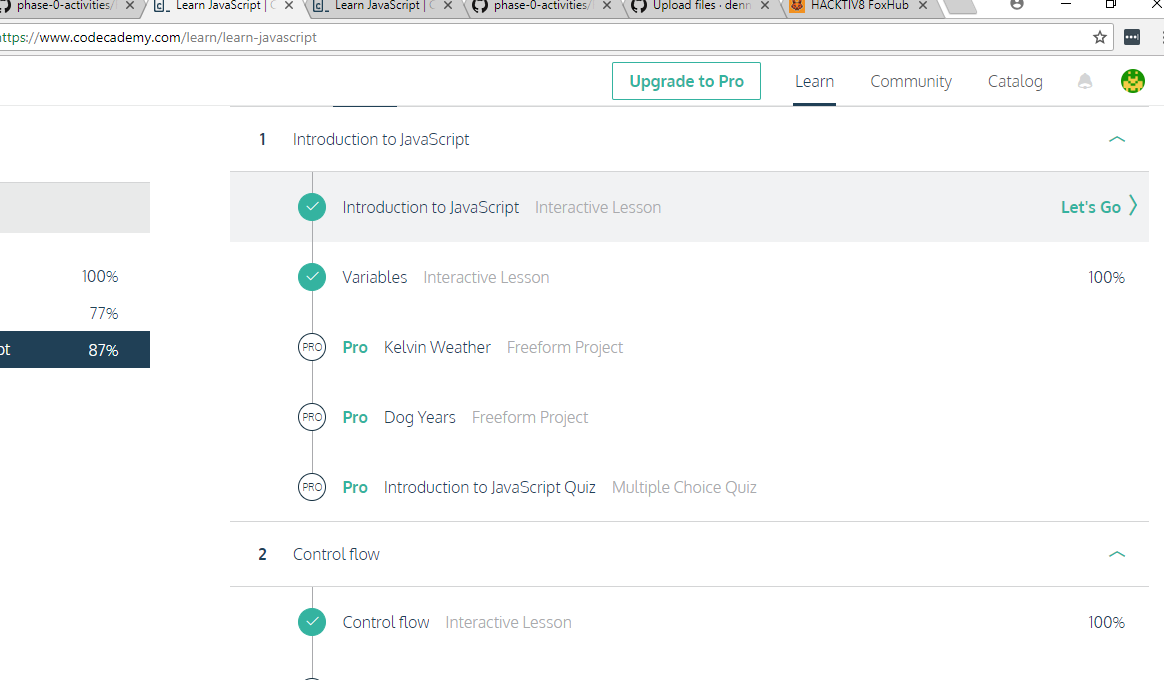 phase-0-activities/ Learn JavaScript | C Learn JavaScript | C phase-0-activities/ Upload files · denn HACKTIV8 FoxHub
ttps://www.codecademy.com/learn/learn-javascript
Upgrade to Pro Learn Community Catalog
1 Introduction to JavaScript
Introduction to JavaScript Interactive Lesson Let's Go
100%
Variables Interactive Lesson 100%
77%
PRO Pro Kelvin Weather Freeform Project
pt 87%
PRO Pro Dog Years Freeform Project
PRO Pro Introduction to JavaScript Quiz Multiple Choice Quiz
2 Control flow
Control flow Interactive Lesson 100%